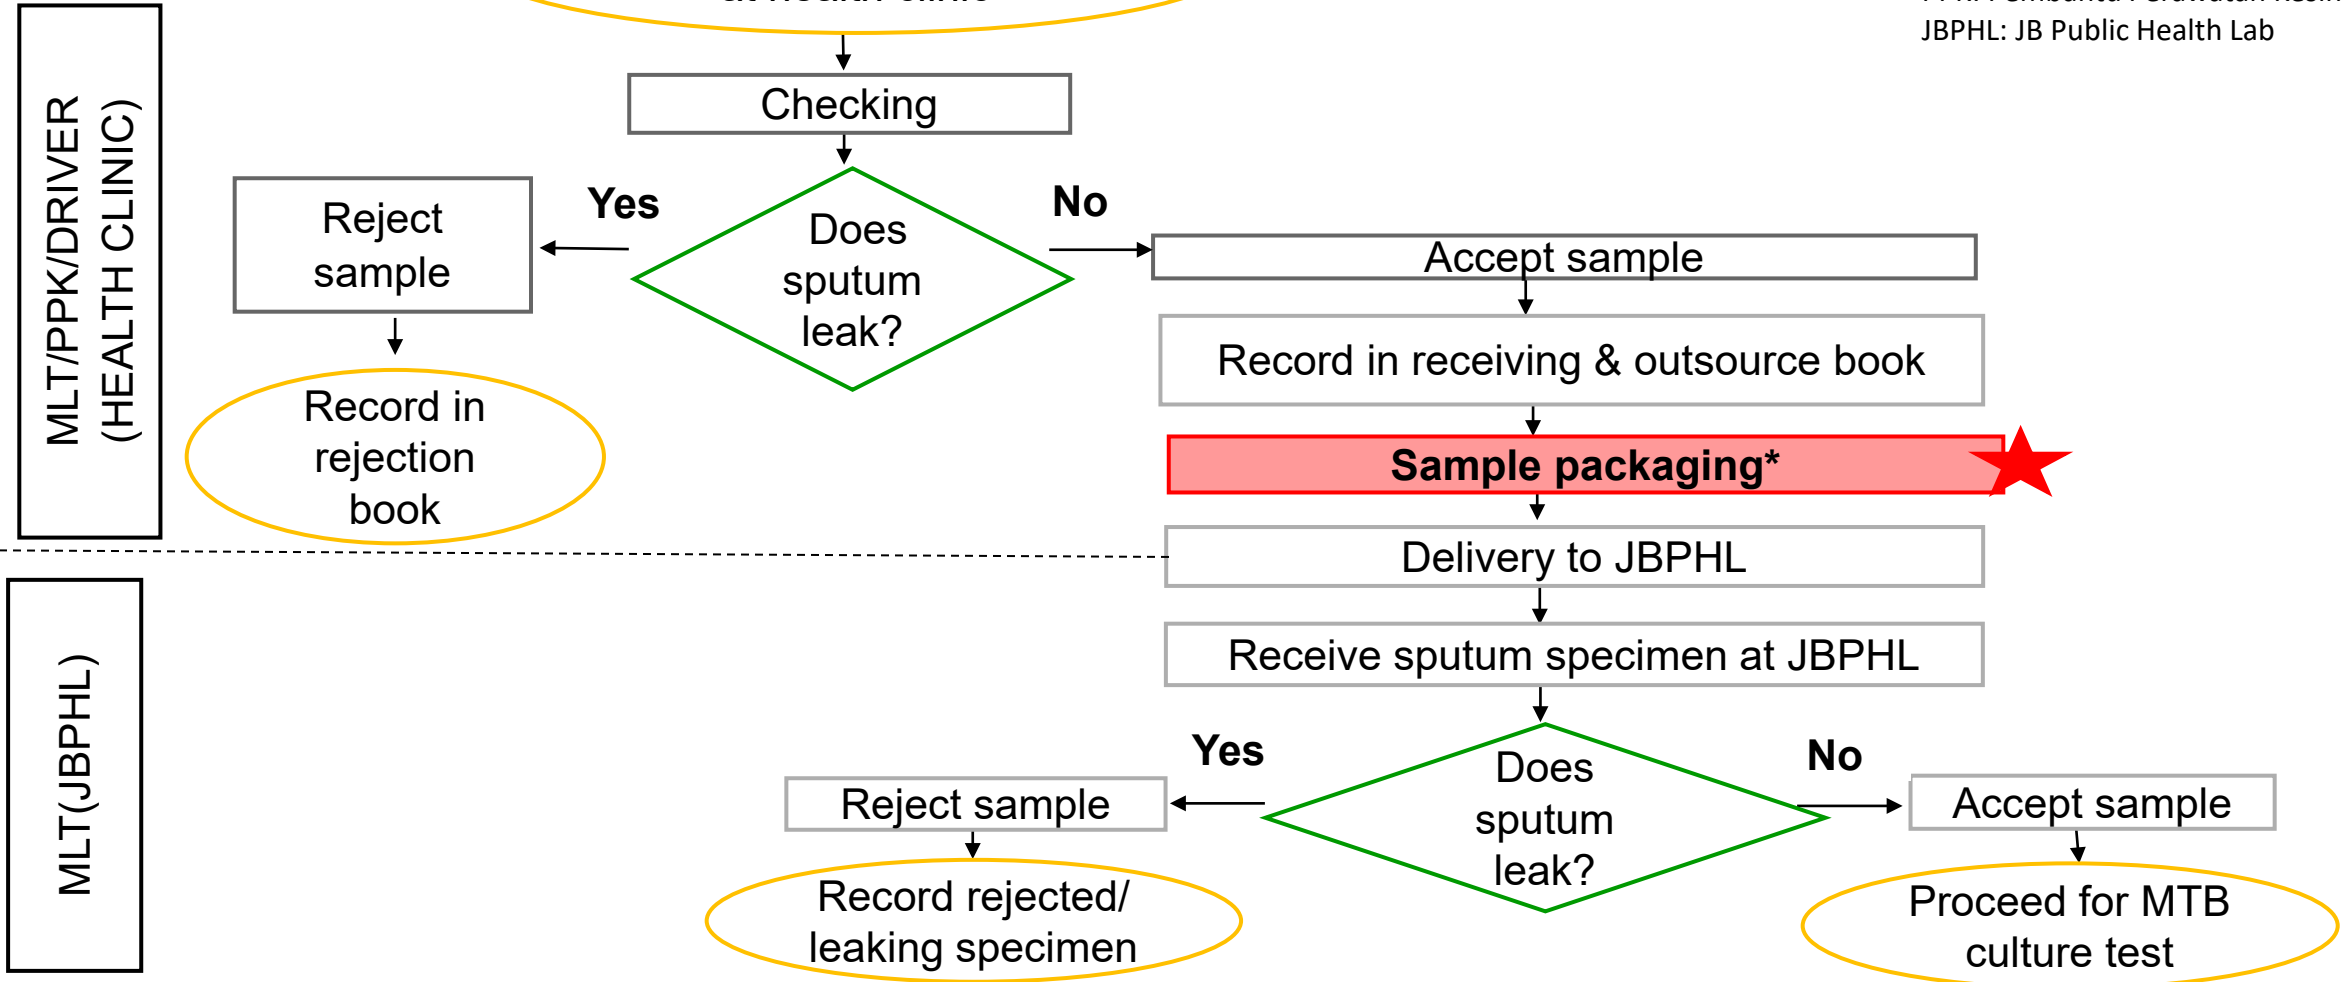 at Health Clinic
JBPHL: JB Public Health Lab
MLT/PPK/DRIVER
(HEALTH CLINIC)
Checking
Yes
No
Does
sputum
leak?
Reject
sample
Record in
rejection
book
Accept sample
Record in receiving & outsource book
Sample packaging*
Delivery to JBPHL
Receive sputum specimen at JBPHL
MLT(JBPHL)
Yes
No
Does
sputum
leak?
Reject sample
Record rejected/
leaking specimen
Accept sample
Proceed for MTB
culture test